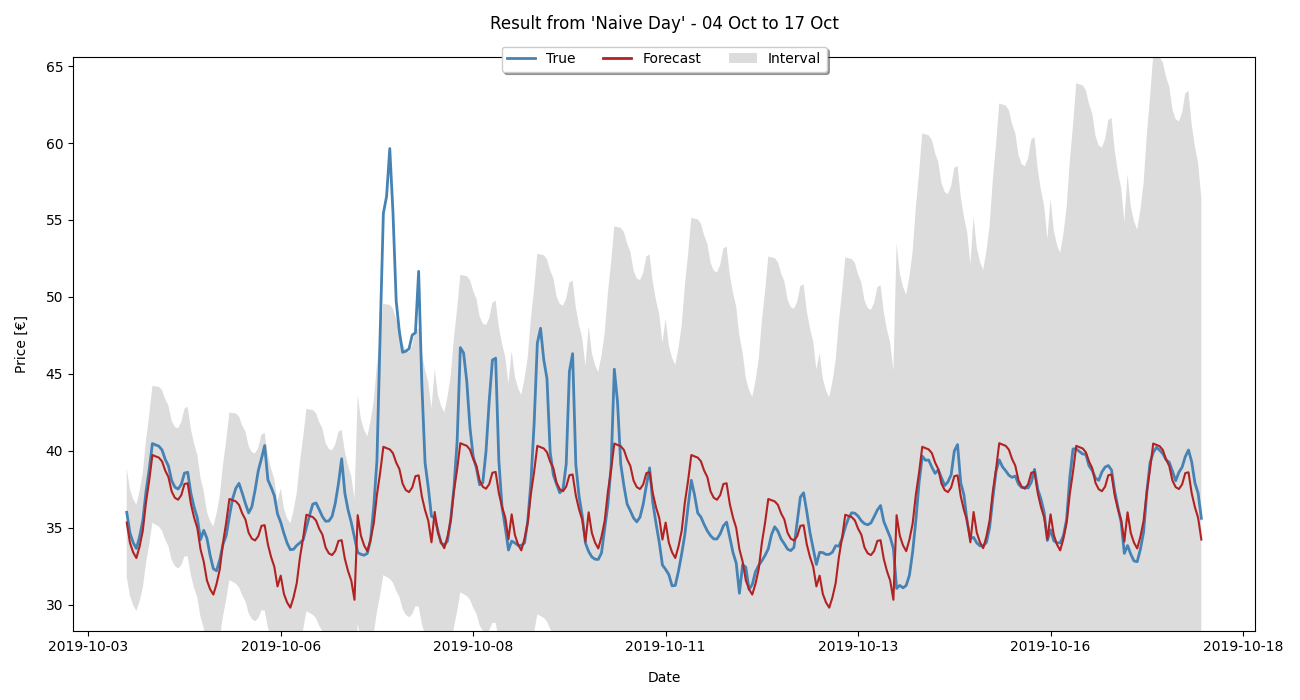 Result from 'Naive Day' - 04 Oct to 17 Oct
True Forecast Interval
65
60
55
50
45
40
35
30
Price [€]
2019-10-03 2019-10-06 2019-10-08 2019-10-11 2019-10-13 2019-10-16 2019-10-18
Date